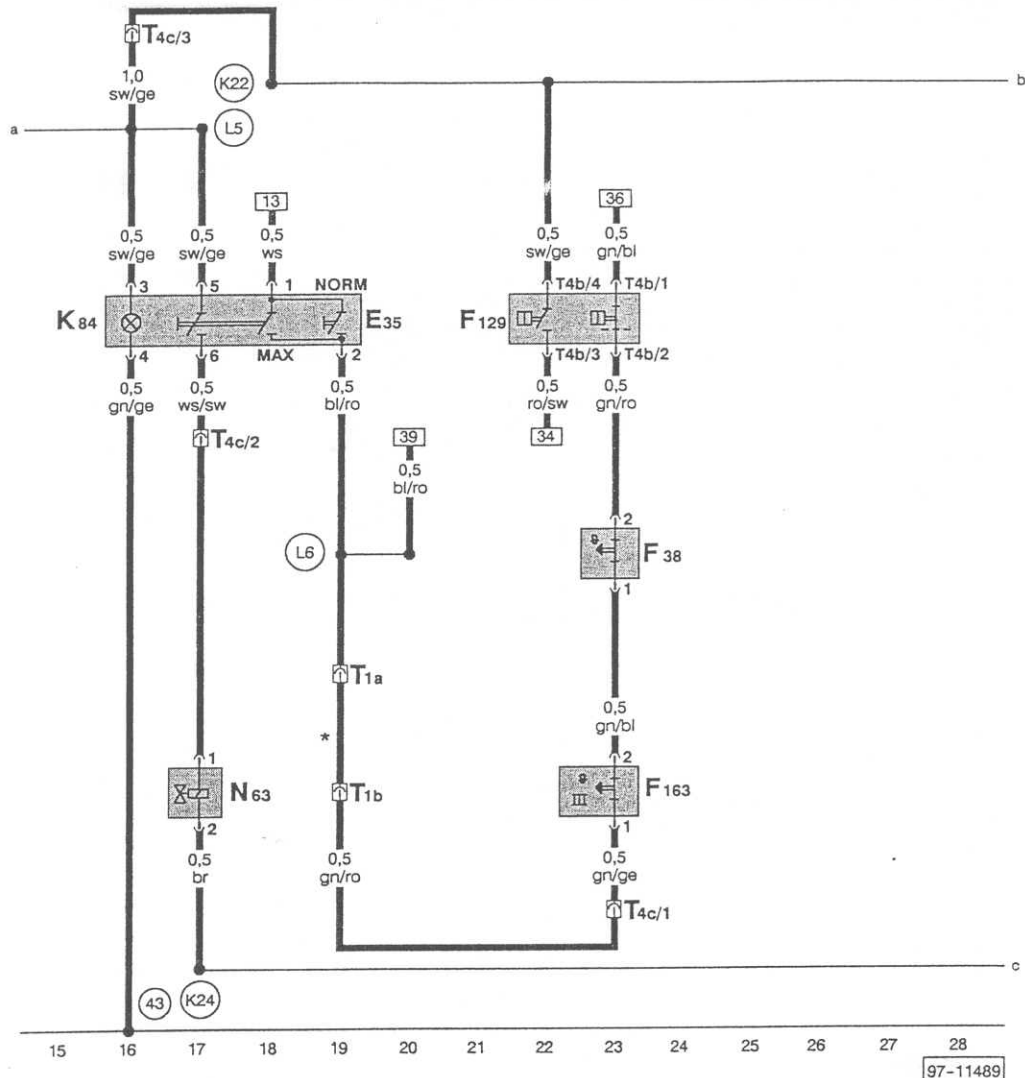 T4c/3
1,0
sw/ge
K22
b
a
L5
13
36
0,5
sw/ge
0,5
sw/ge
0,5
ws
0,5
sw/ge
0,5
gn/bl
3
5
1
NORM
T4b/4
T4b/1
K84
E35
F129
4
6
MAX
2
T4b/3
T4b/2
0,5
gn/ge
0,5
ws/sw
0,5
bl/ro
0,5
ro/sw
0,5
gn/ro
T4c/2
39
34
0,5
bl/ro
2
L6
F38
1
T1a
*
0,5
gn/bl
1
2
N63
T1b
III
F163
2
1
0,5
br
0,5
gn/ro
0,5
gn/ge
T4c/1
c
43
K24
15 16 17 18 19 20 21 22 23 24 25 26 27 28
97-11489